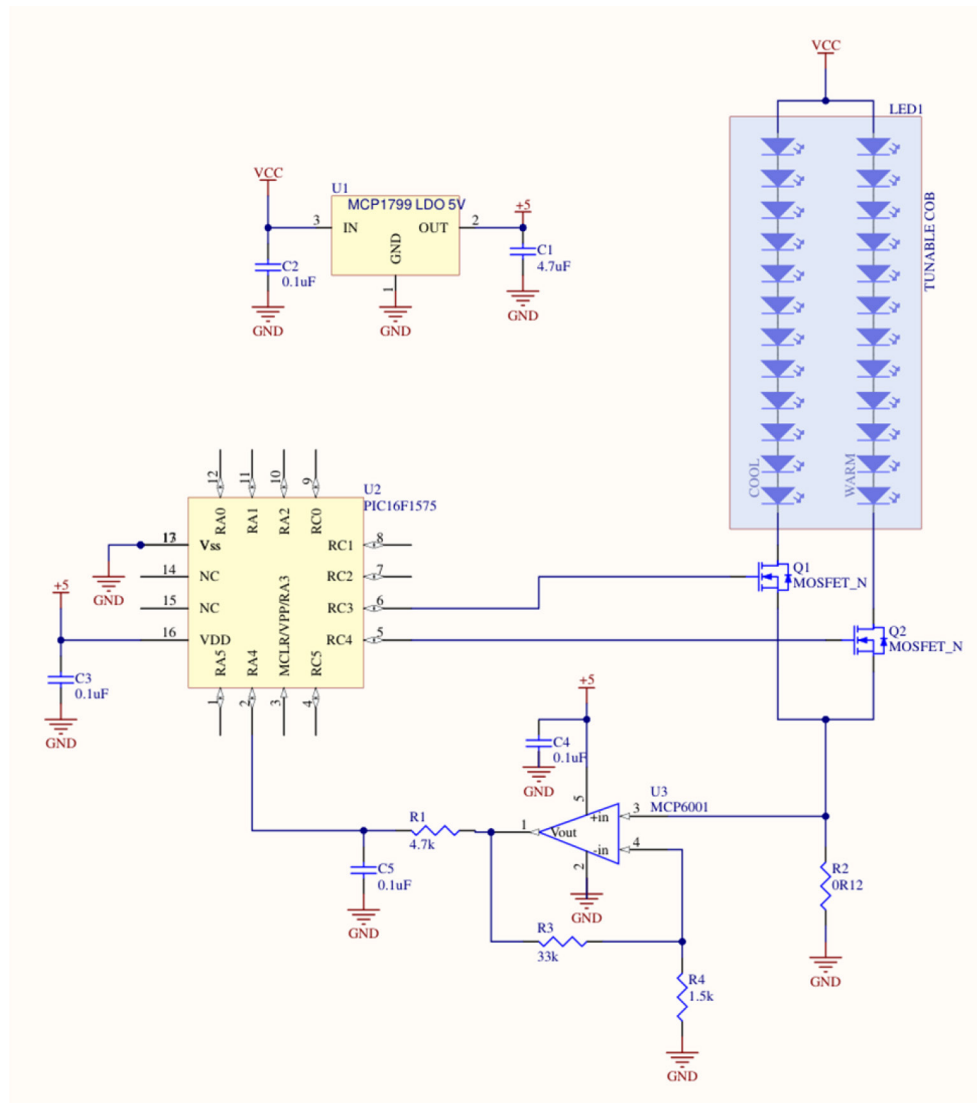 VCC
LED1
TUNABLE COB
COOL
WARM
VCC
U1
MCP1799 LDO 5V
3
IN
OUT
2
+5
GND
1
C2
0.1uF
GND
GND
C1
4.7uF
GND
12
11
10
9
U2
PIC16F1575
RA0
RA1
RA2
RC0
Vss
RC1
8
GND
14
NC
RC2
7
15
NC
MCLR/VPP/RA3
RC3
6
+5
16
VDD
RC4
5
RA5
RA4
RC5
1
2
3
4
C3
0.1uF
GND
Q1
MOSFET_N
Q2
MOSFET_N
+5
C4
0.1uF
GND
5
U3
MCP6001
+in
3
1
Vout
-in
4
2
GND
R1
4.7k
C5
0.1uF
GND
R3
33k
R4
1.5k
GND
R2
0R12
GND